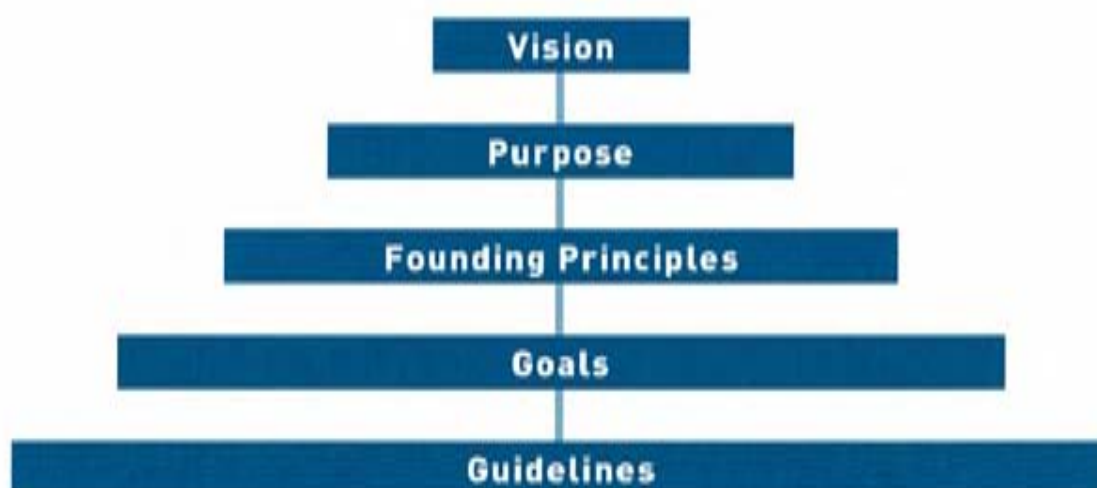 Vision
Purpose
Founding Principles
Goals
Guidelines